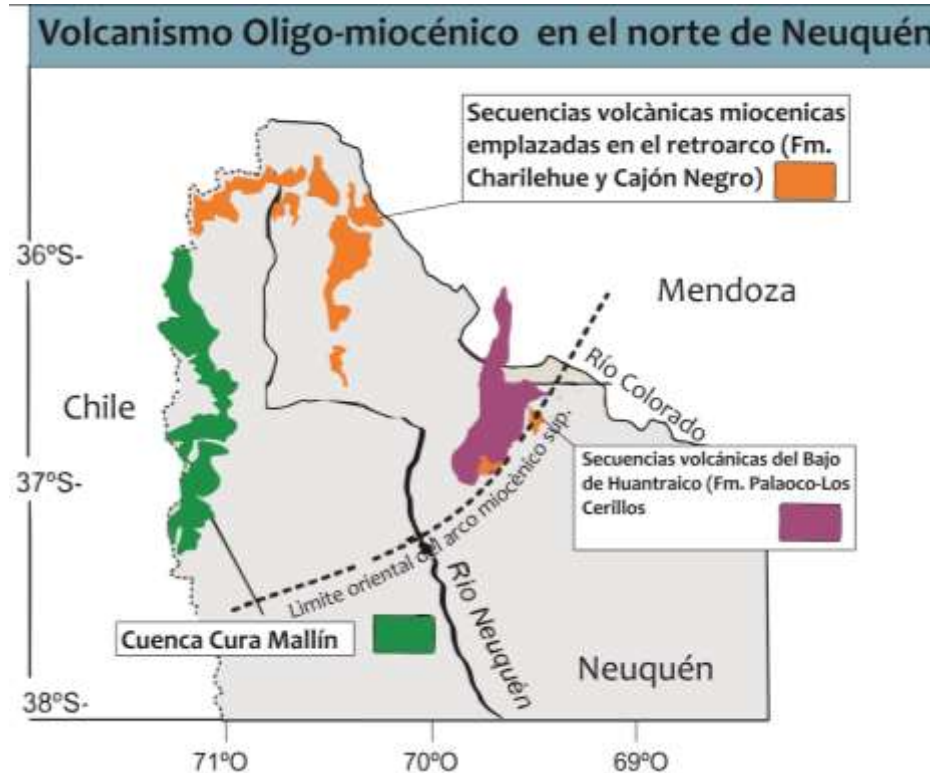 Volcanismo Oligo-miocénico en el norte de Neuquén
Secuencias volcànicas miocenicas
emplazadas en el retroarco (Fm.
Charilehue y Cajón Negro)
36ºS-
Mendoza
Río Colorado
Chile
Secuencias volcánicas del Bajo
de Huantraico (Fm. Palaoco-Los
Cerillos
37ºS-
Limite oriental del arco miocènico sup.
Río Neuquén
Cuenca Cura Mallín
Neuquén
38ºS-
71ºO
70ºO
69ºO